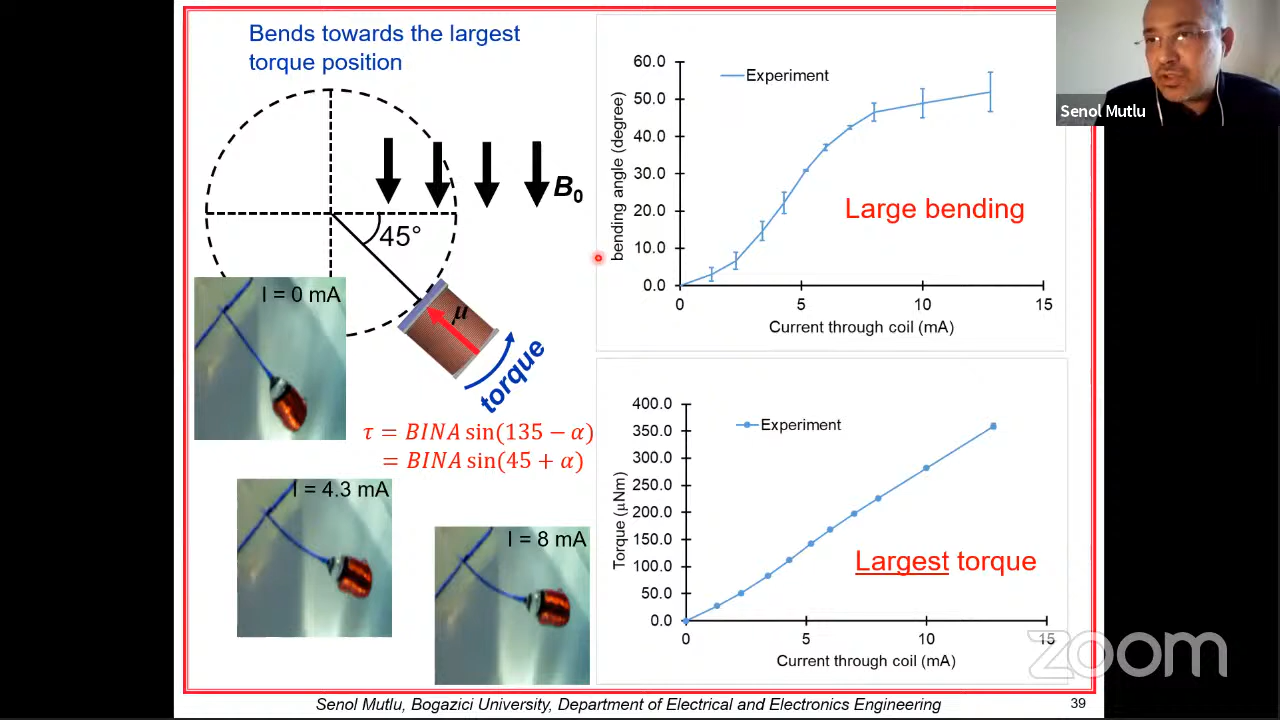 Bends towards the largest
torque position
B₀
45°
μ
torque
I = 0 mA
τ = BINA sin(135 − α)
= BINA sin(45 + α)
I = 4.3 mA
I = 8 mA
60.0
50.0
40.0
30.0
20.0
10.0
0.0
bending angle (degree)
Experiment
Large bending
0
5
10
15
Current through coil (mA)
400.0
350.0
300.0
250.0
200.0
150.0
100.0
50.0
0.0
Torque (μNm)
Experiment
Largest torque
0
5
10
15
Current through coil (mA)
Senol Mutlu
zoom
Senol Mutlu, Bogazici University, Department of Electrical and Electronics Engineering
39